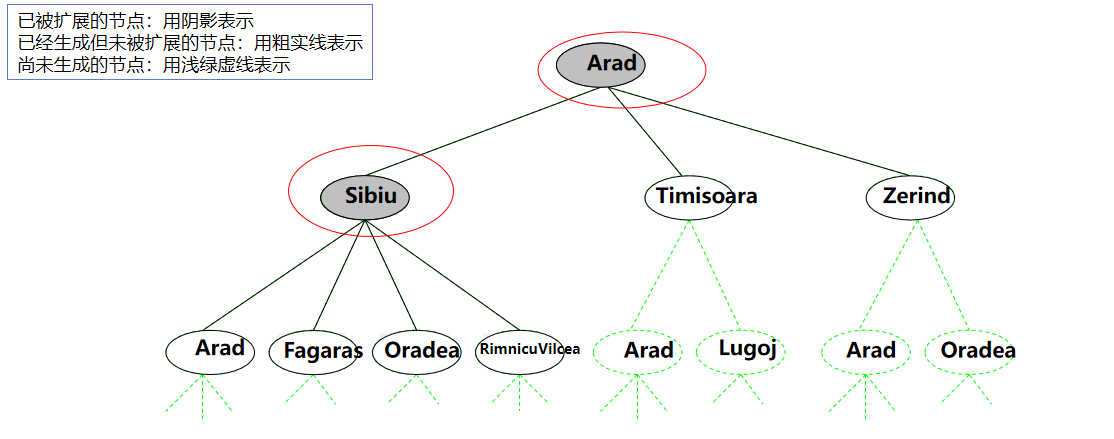 已被扩展的节点：用阴影表示
已经生成但未被扩展的节点：用粗实线表示
尚未生成的节点：用浅绿虚线表示
Arad
Sibiu
Timisoara
Zerind
Arad
Fagaras
Oradea
RimnicuVilcea
Arad
Lugoj
Arad
Oradea